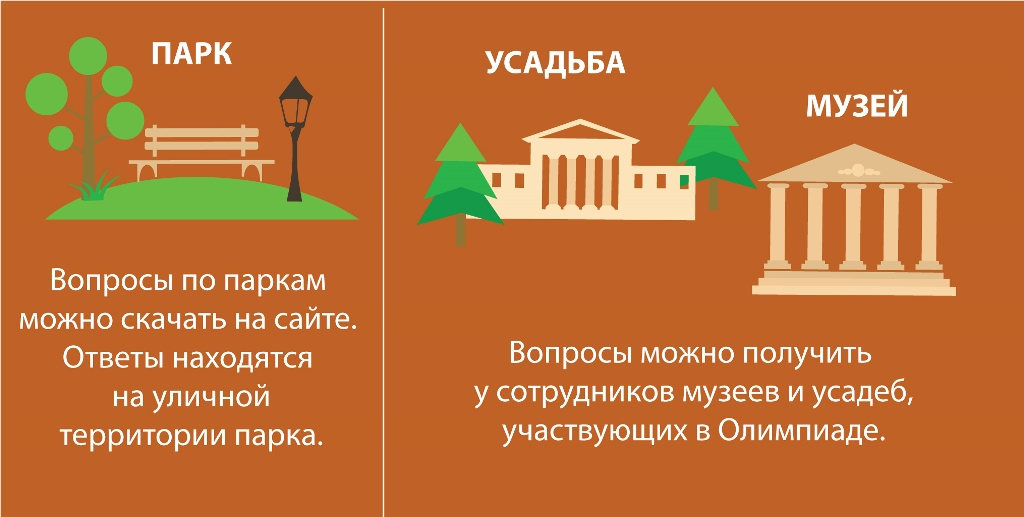 ПАРК
Вопросы по паркам
можно скачать на сайте.
Ответы находятся
на уличной
территории парка.
УСАДЬБА
МУЗЕЙ
Вопросы можно получить
у сотрудников музеев и усадеб,
участвующих в Олимпиаде.